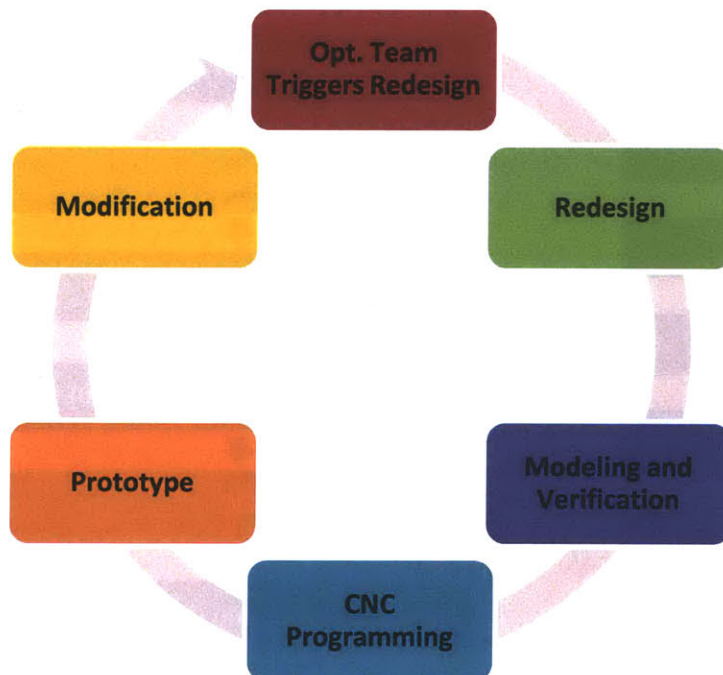 Opt. Team
Triggers Redesign
Redesign
Modeling and
Verification
CNC
Programming
Prototype
Modification